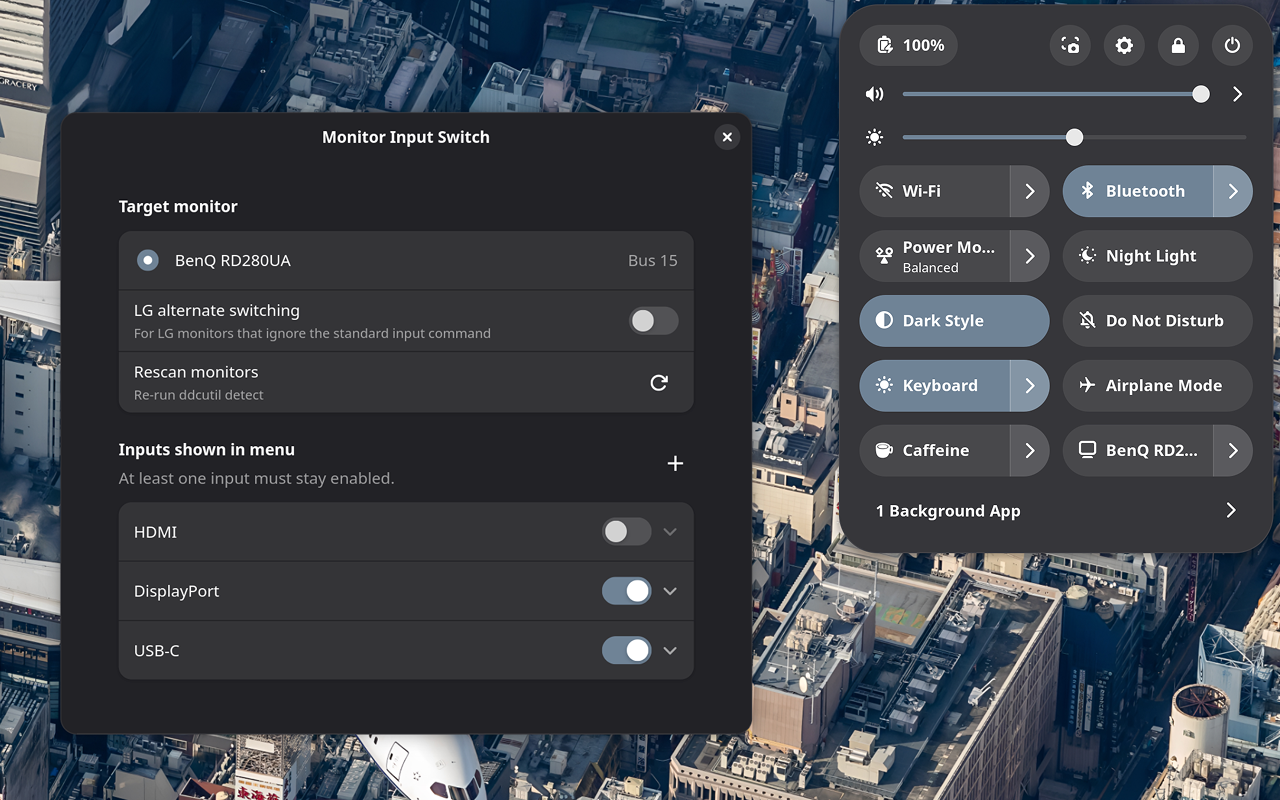 GRACERY
100%
Monitor Input Switch
Target monitor
BenQ RD280UA
Bus 15
LG alternate switching
For LG monitors that ignore the standard input command
Rescan monitors
Re-run ddcutil detect
Inputs shown in menu
At least one input must stay enabled.
HDMI
DisplayPort
USB-C
Wi-Fi
Bluetooth
Power Mo...
Balanced
Night Light
Dark Style
Do Not Disturb
Keyboard
Airplane Mode
Caffeine
BenQ RD2...
1 Background App